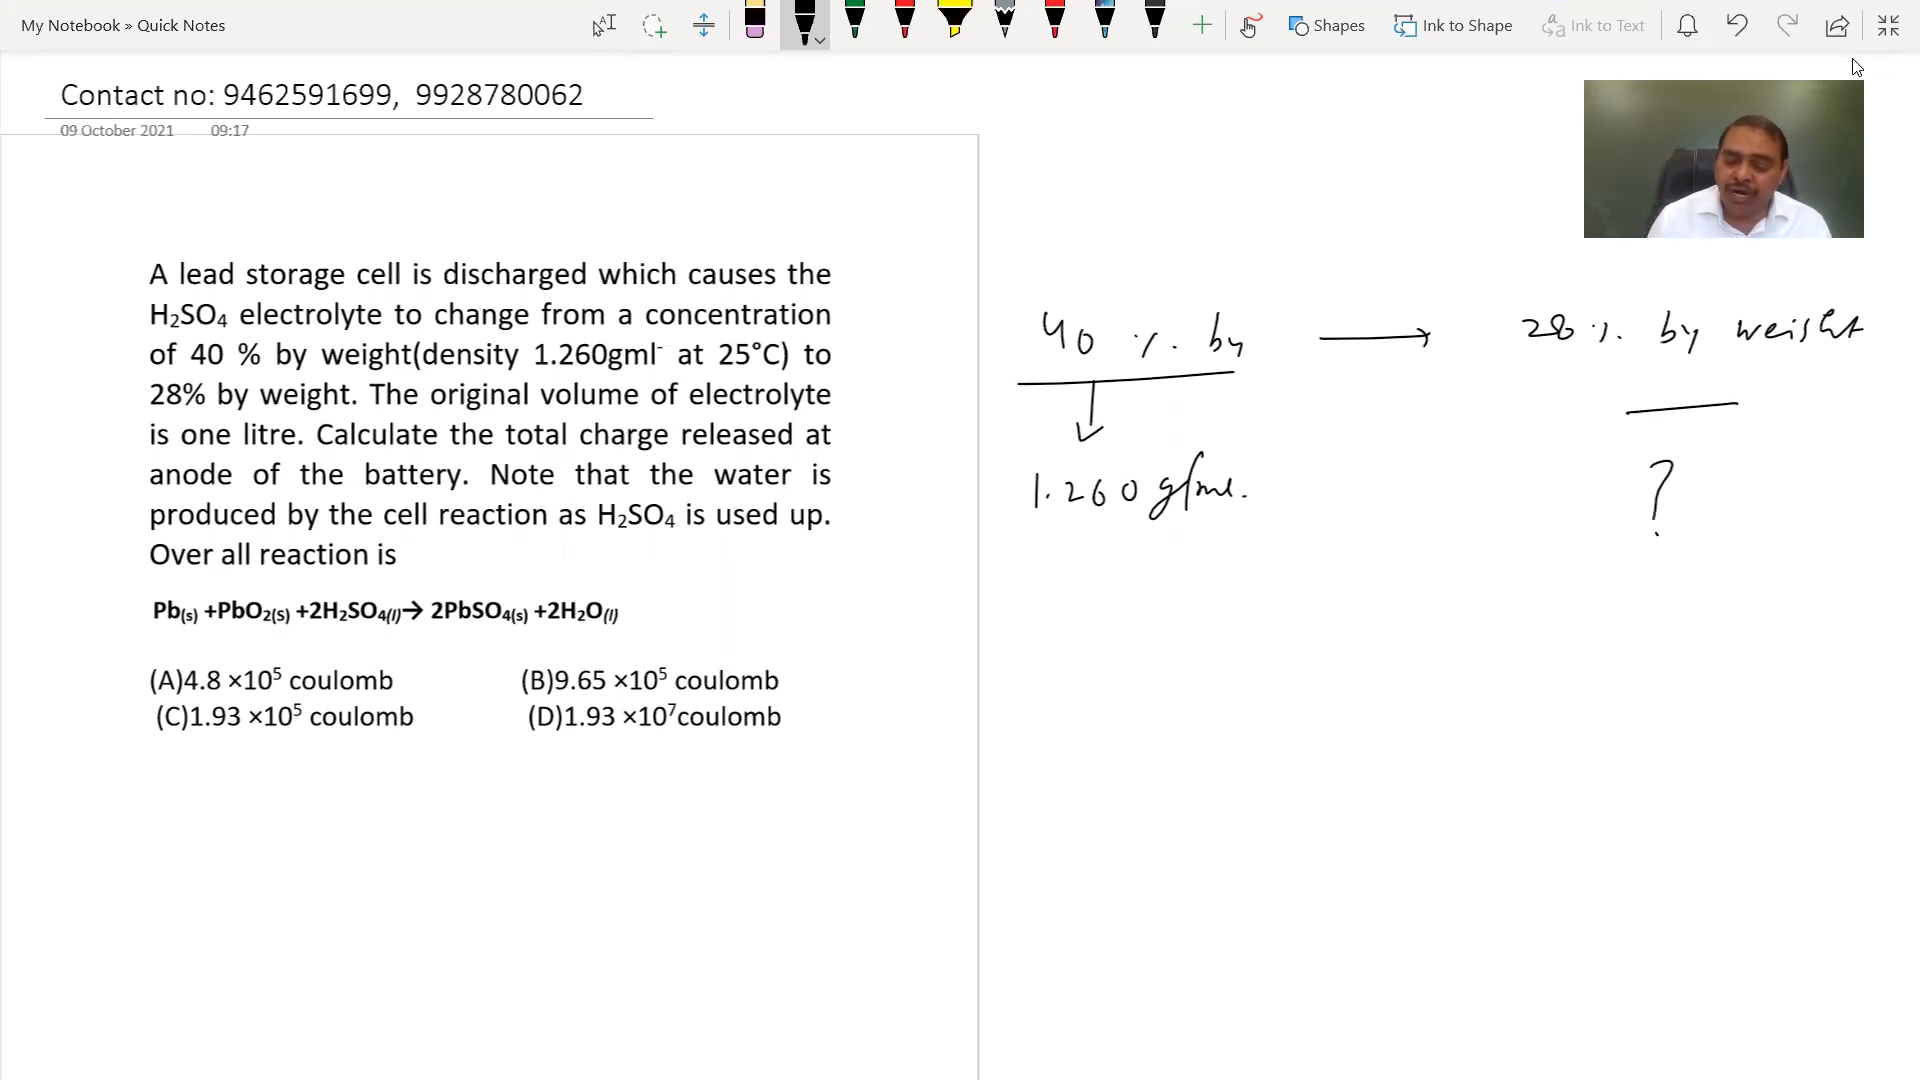 My Notebook » Quick Notes
Shapes
Ink to Shape
Ink to Text
Contact no: 9462591699, 9928780062
09 October 2021 09:17
A lead storage cell is discharged which causes the
H₂SO₄ electrolyte to change from a concentration
of 40 % by weight(density 1.260gml⁻ at 25°C) to
28% by weight. The original volume of electrolyte
is one litre. Calculate the total charge released at
anode of the battery. Note that the water is
produced by the cell reaction as H₂SO₄ is used up.
Over all reaction is
Pb(s) +PbO₂(s) +2H₂SO₄(l)→ 2PbSO₄(s) +2H₂O(l)
(A)4.8 ×10⁵ coulomb (B)9.65 ×10⁵ coulomb
(C)1.93 ×10⁵ coulomb (D)1.93 ×10⁷coulomb
40 % by → 28 % by weight
1.260 g/ml.
?